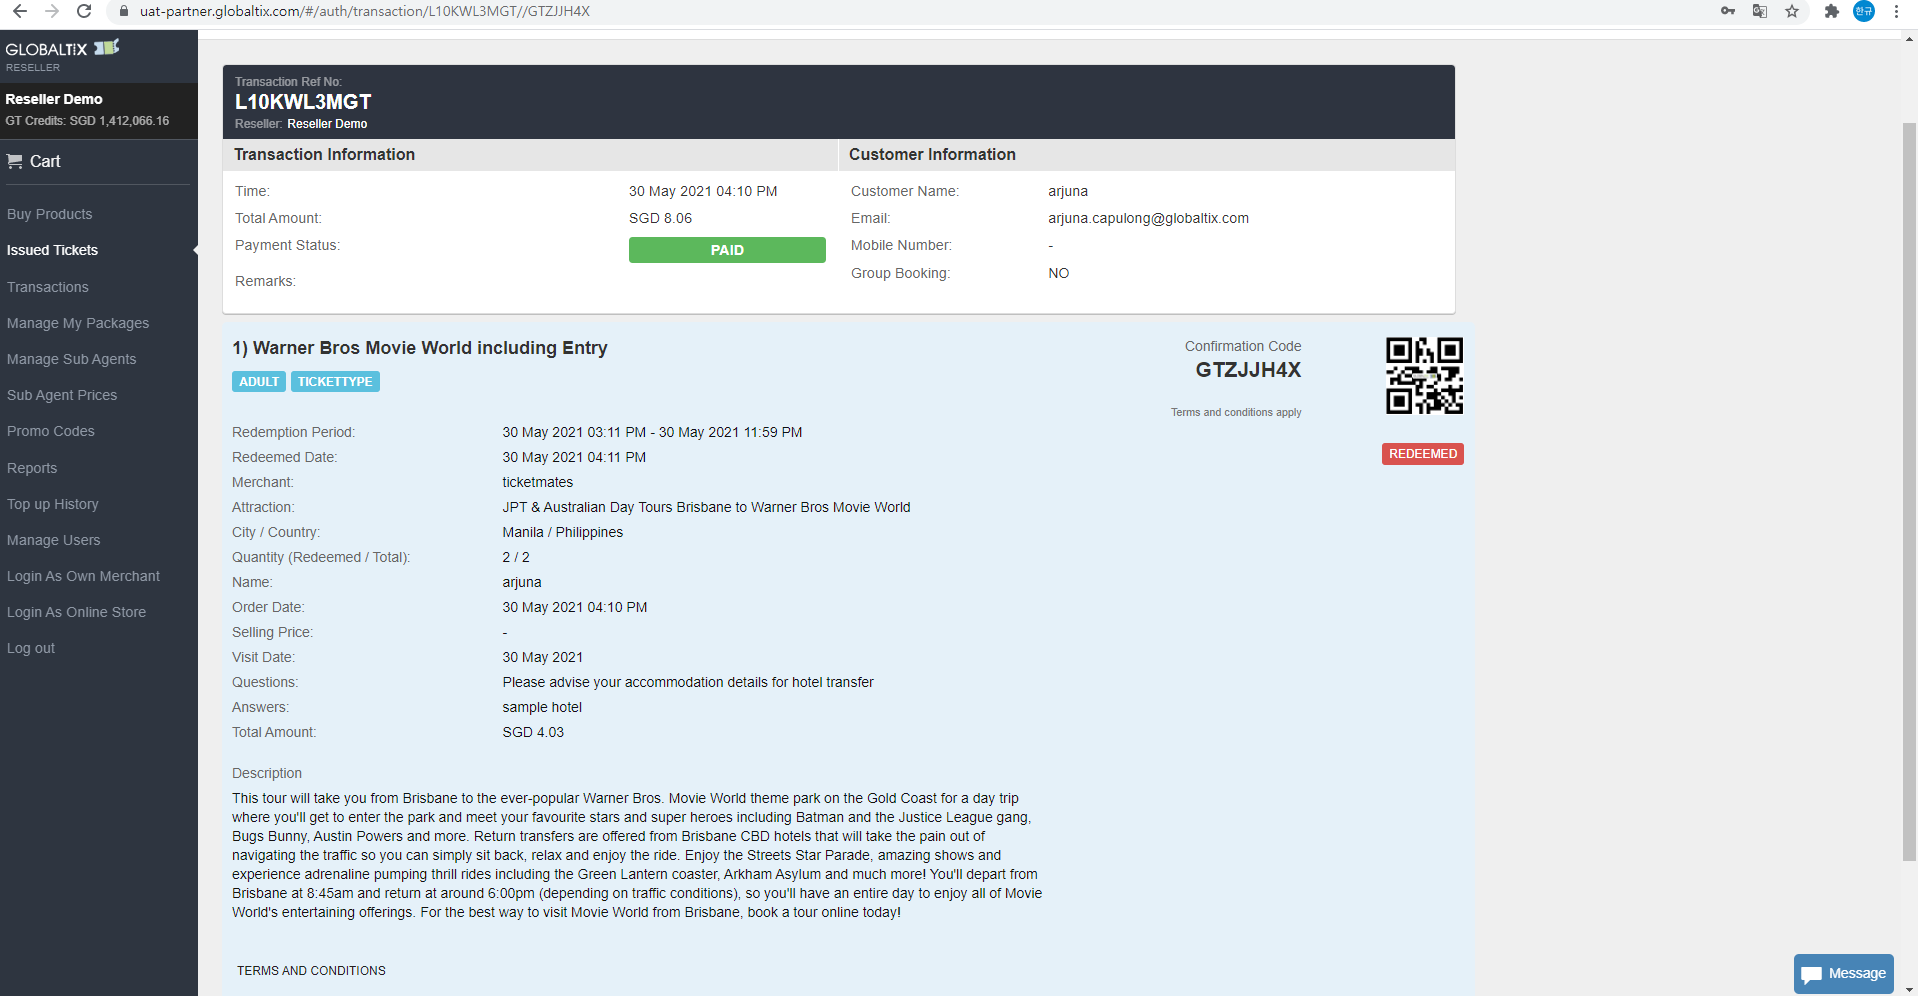 uat-partner.globaltix.com/#/auth/transaction/L10KWL3MGT//GTZJJH4X
한규
GLOBALTIX
RESELLER
Reseller Demo
GT Credits: SGD 1,412,066.16
Cart
Buy Products
Issued Tickets
Transactions
Manage My Packages
Manage Sub Agents
Sub Agent Prices
Promo Codes
Reports
Top up History
Manage Users
Login As Own Merchant
Login As Online Store
Log out
Transaction Ref No:
L10KWL3MGT
Reseller: Reseller Demo
Transaction Information
Time: 30 May 2021 04:10 PM
Total Amount: SGD 8.06
Payment Status: PAID
Remarks:
Customer Information
Customer Name: arjuna
Email: arjuna.capulong@globaltix.com
Mobile Number: -
Group Booking: NO
1) Warner Bros Movie World including Entry
ADULT TICKETTYPE
Confirmation Code
GTZJJH4X
Terms and conditions apply
REDEEMED
Redemption Period: 30 May 2021 03:11 PM - 30 May 2021 11:59 PM
Redeemed Date: 30 May 2021 04:11 PM
Merchant: ticketmates
Attraction: JPT & Australian Day Tours Brisbane to Warner Bros Movie World
City / Country: Manila / Philippines
Quantity (Redeemed / Total): 2 / 2
Name: arjuna
Order Date: 30 May 2021 04:10 PM
Selling Price: -
Visit Date: 30 May 2021
Questions: Please advise your accommodation details for hotel transfer
Answers: sample hotel
Total Amount: SGD 4.03
Description
This tour will take you from Brisbane to the ever-popular Warner Bros. Movie World theme park on the Gold Coast for a day trip
where you'll get to enter the park and meet your favourite stars and super heroes including Batman and the Justice League gang,
Bugs Bunny, Austin Powers and more. Return transfers are offered from Brisbane CBD hotels that will take the pain out of
navigating the traffic so you can simply sit back, relax and enjoy the ride. Enjoy the Streets Star Parade, amazing shows and
experience adrenaline pumping thrill rides including the Green Lantern coaster, Arkham Asylum and much more! You'll depart from
Brisbane at 8:45am and return at around 6:00pm (depending on traffic conditions), so you'll have an entire day to enjoy all of Movie
World's entertaining offerings. For the best way to visit Movie World from Brisbane, book a tour online today!
TERMS AND CONDITIONS
Message